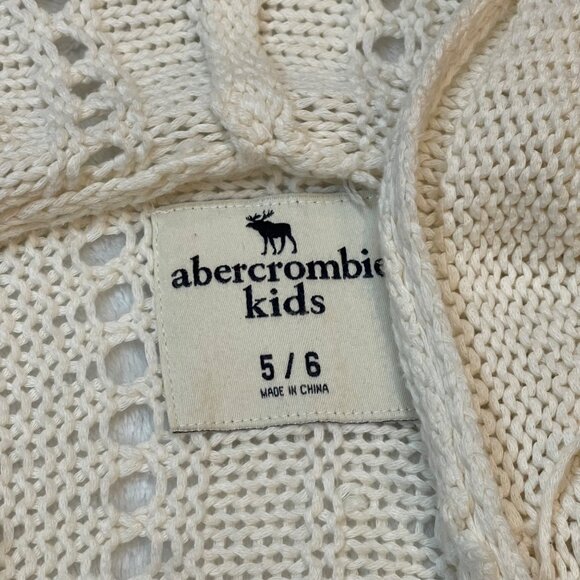 abercrombie
kids
5 / 6
MADE IN CHINA